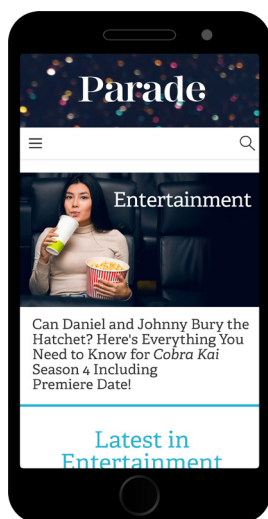 Parade
Entertainment
Can Daniel and Johnny Bury the
Hatchet? Here's Everything You
Need to Know for Cobra Kai
Season 4 Including
Premiere Date!
Latest in
Entertainment